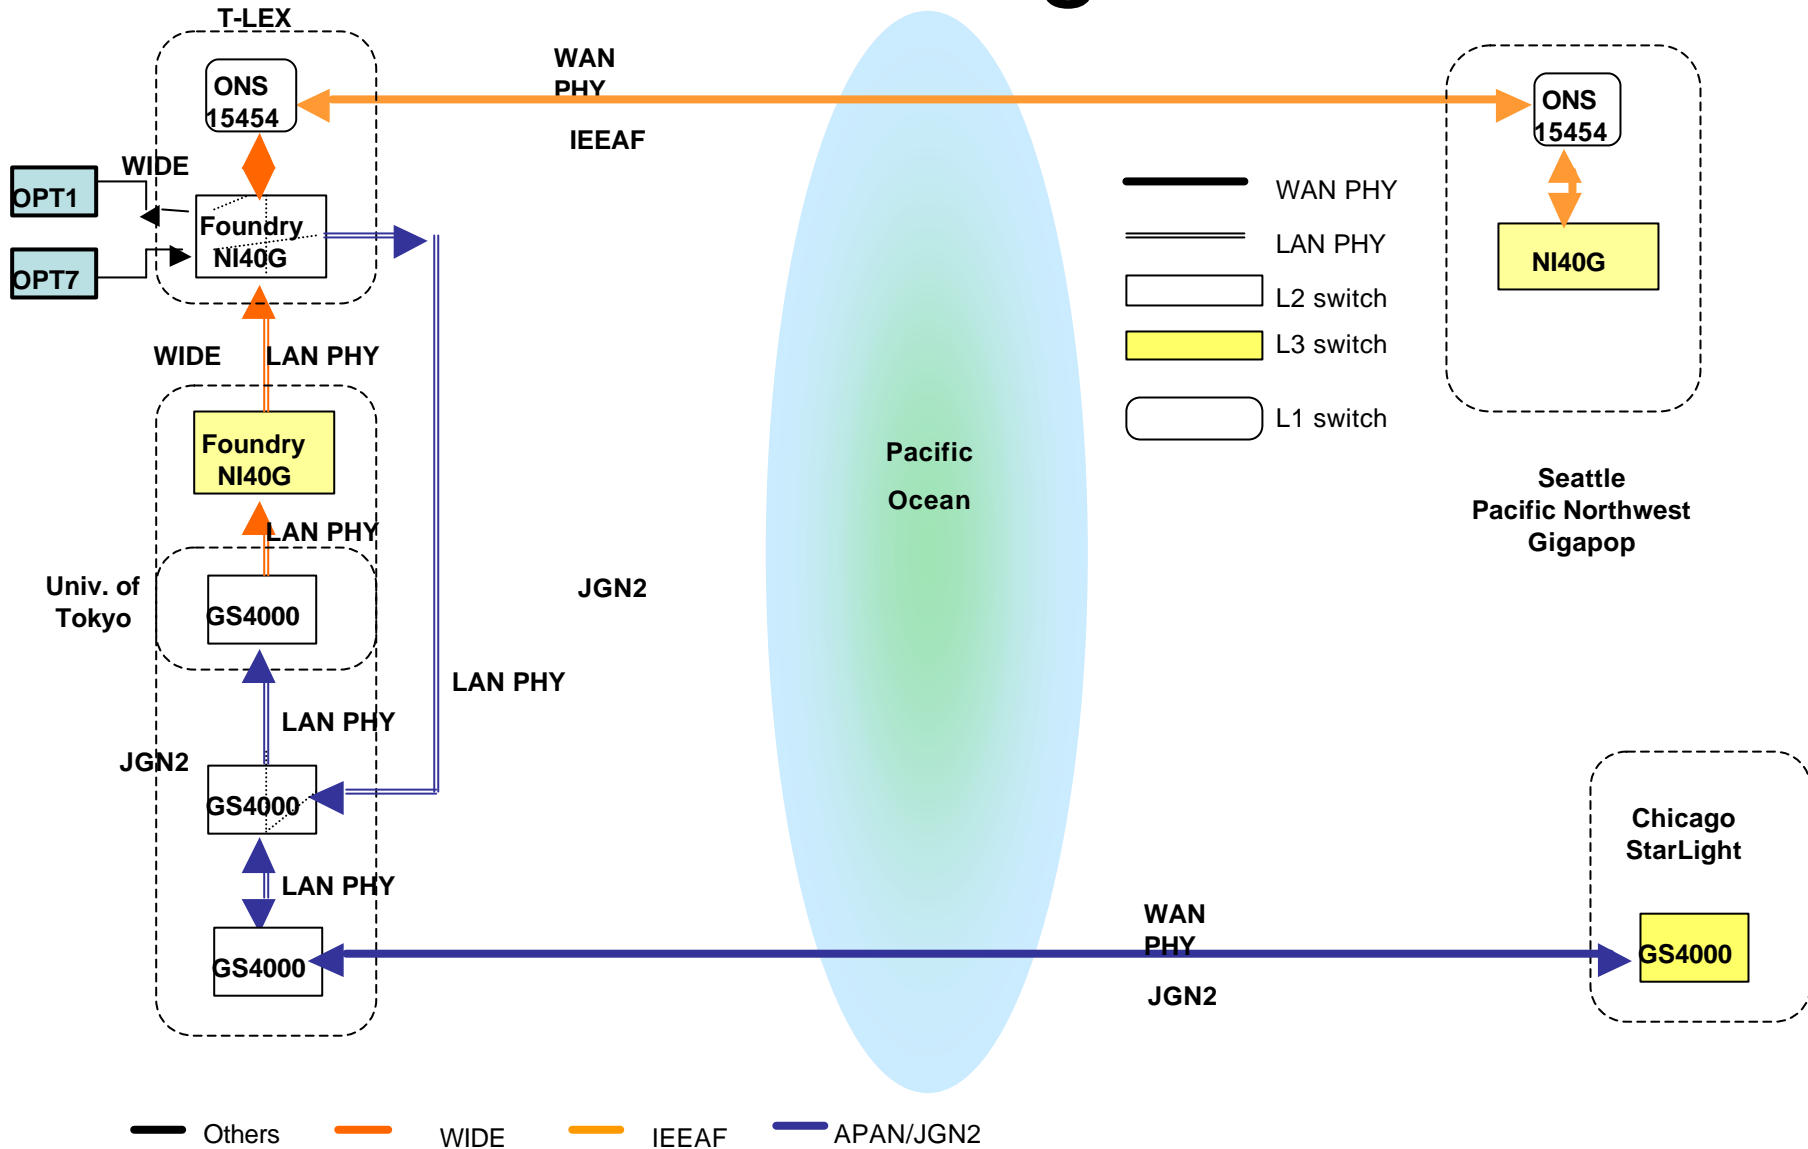 T-LEX
ONS
15454
WAN
PHY
IEEAF
ONS
15454
WIDE
OPT1
OPT7
Foundry
NI40G
WAN PHY
LAN PHY
L2 switch
L3 switch
L1 switch
NI40G
WIDE
LAN PHY
Foundry
NI40G
LAN PHY
Pacific
Ocean
Seattle
Pacific Northwest
Gigapop
Univ. of
Tokyo
GS4000
JGN2
LAN PHY
LAN PHY
JGN2
GS4000
LAN PHY
GS4000
Chicago
StarLight
WAN
PHY
JGN2
GS4000
Others
WIDE
IEEAF
APAN/JGN2